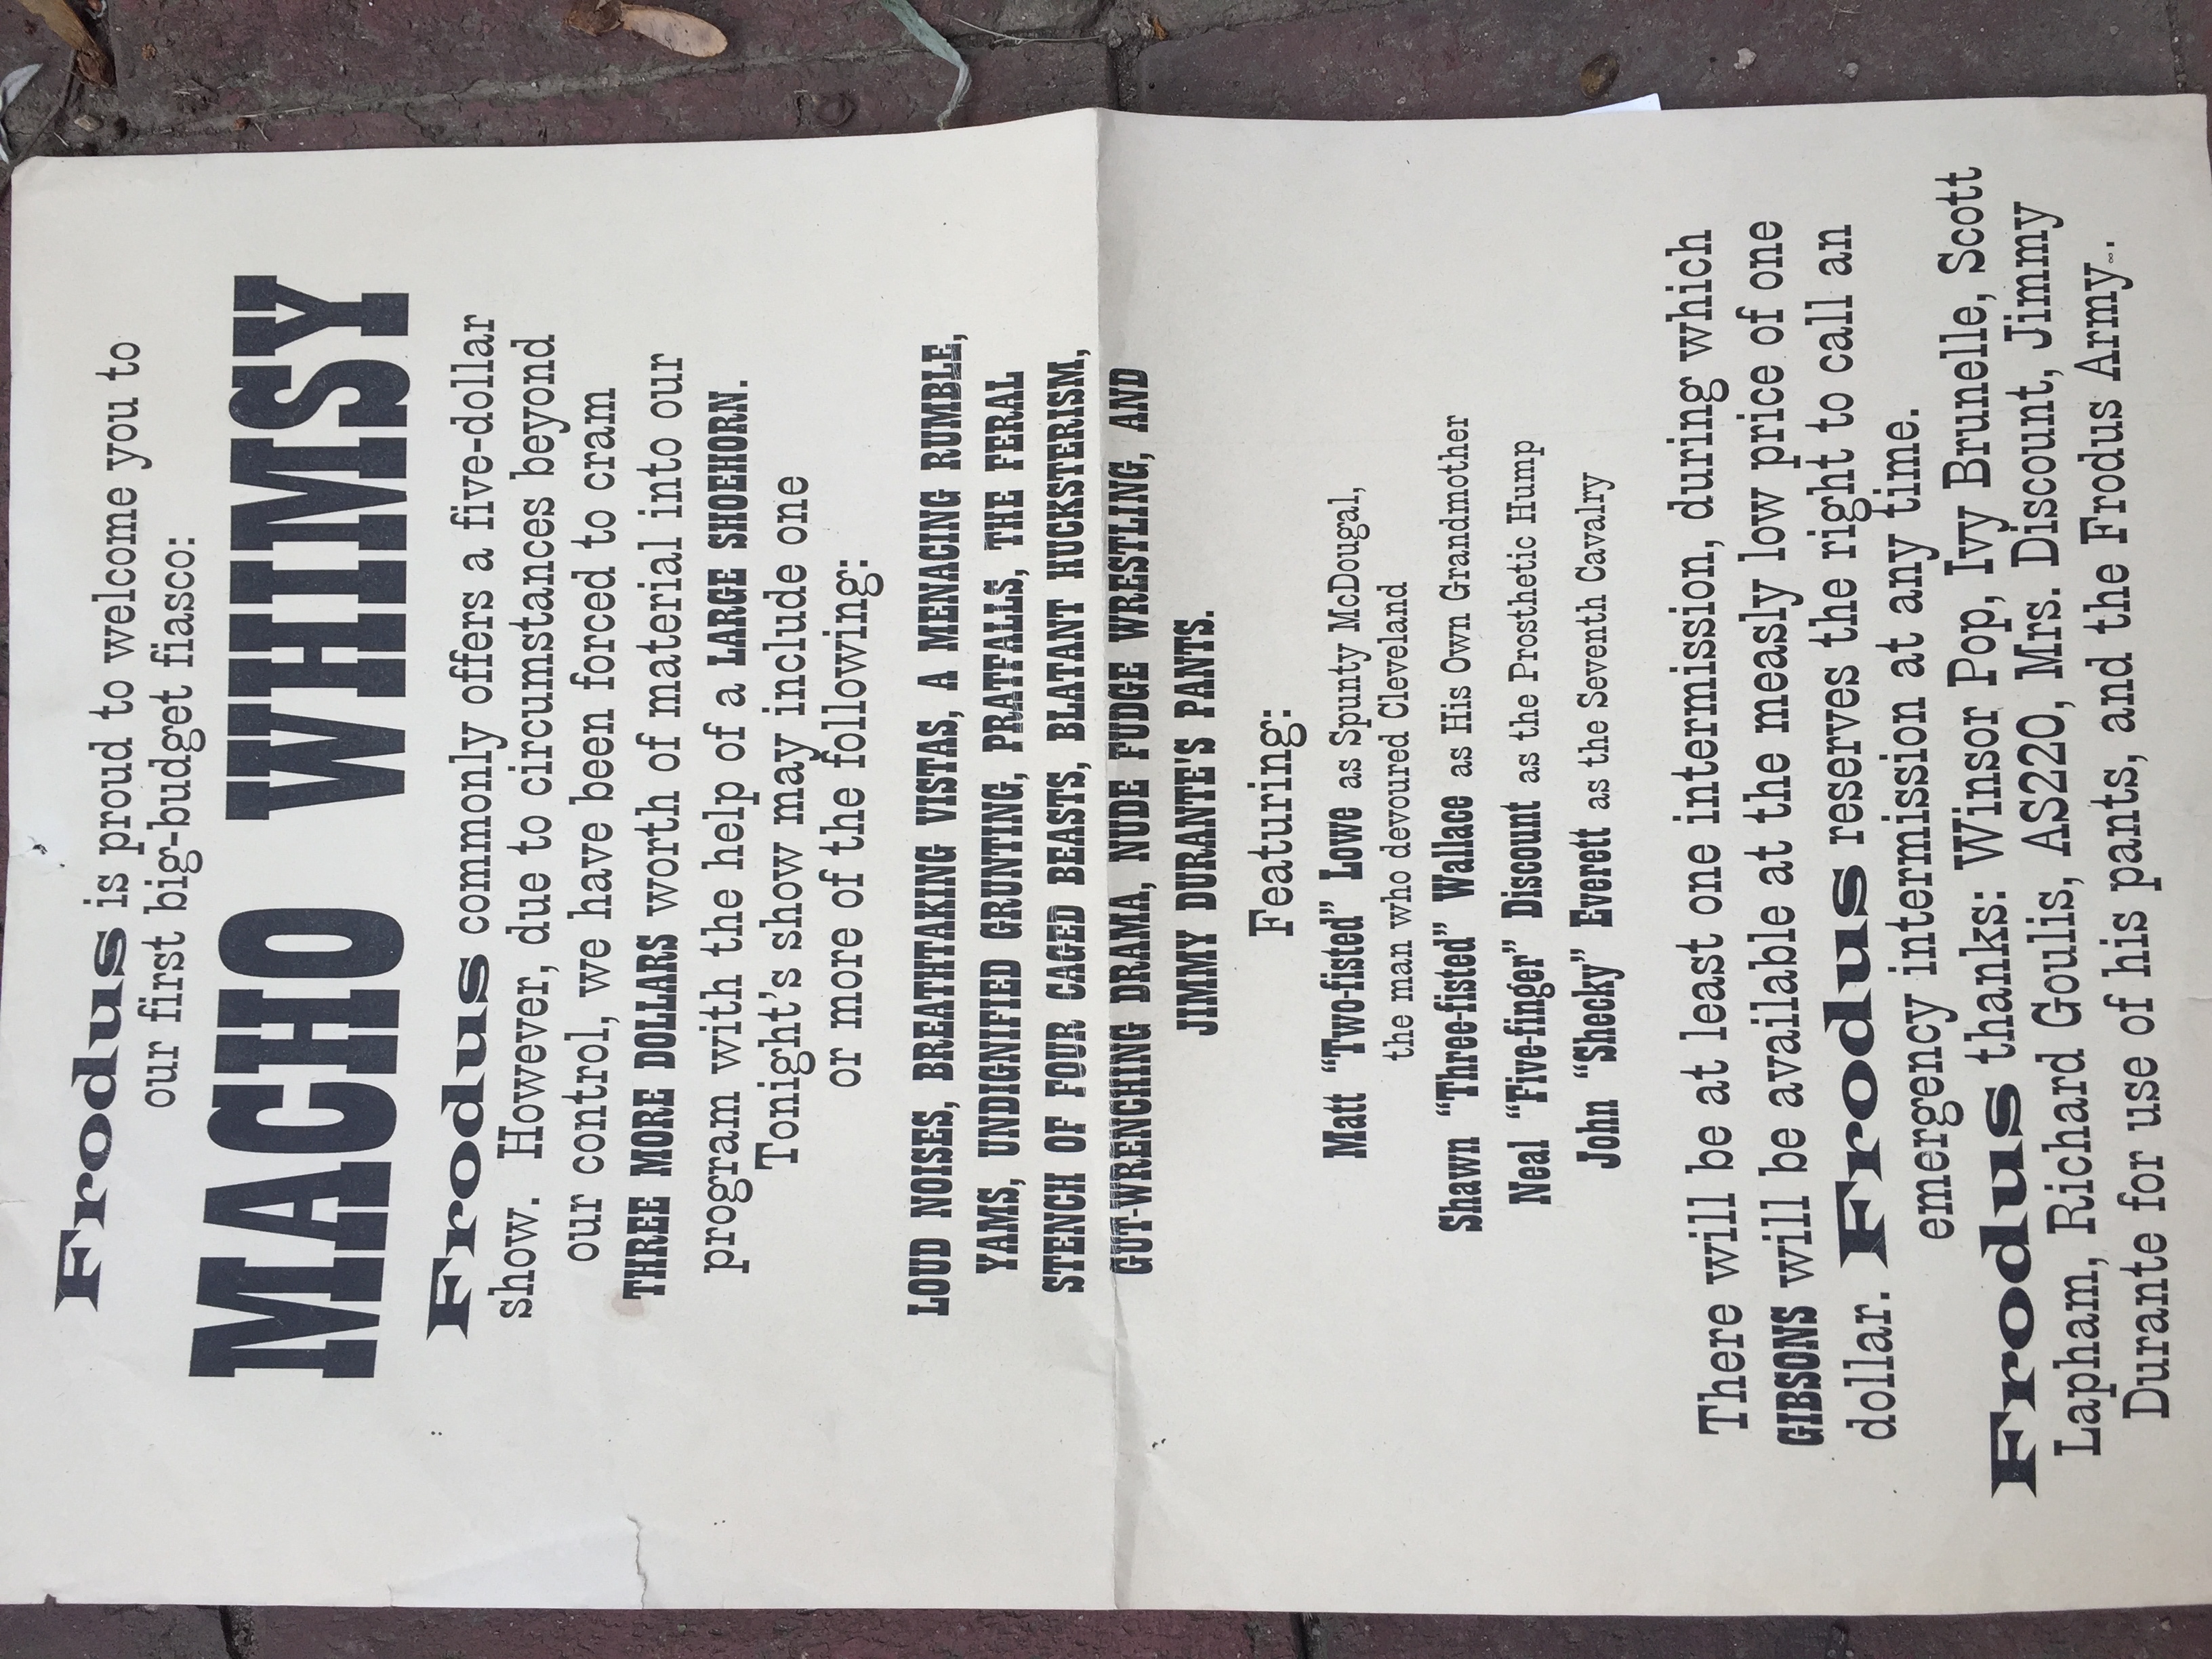 Frodus is proud to welcome you to
our first big-budget fiasco:
MACHO WHIMSY
Frodus commonly offers a five-dollar
show. However, due to circumstances beyond
our control, we have been forced to cram
THREE MORE DOLLARS worth of material into our
program with the help of a LARGE SHOEHORN.
Tonight's show may include one
or more of the following:
LOUD NOISES, BREATHTAKING VISTAS, A MENACING RUMBLE,
YAMS, UNDIGNIFIED GRUNTING, PRATFALLS, THE FERAL
STENCH OF FOUR CAGED BEASTS, BLATANT HUCKSTERISM,
GUT-WRENCHING DRAMA, NUDE FUDGE WRESTLING, AND
JIMMY DURANTE'S PANTS.
Featuring:
Matt "Two-fisted" Lowe as Spunty McDougal,
the man who devoured Cleveland
Shawn "Three-fisted" Wallace as His Own Grandmother
Neal "Five-finger" Discount as the Prosthetic Hump
John "Shecky" Everett as the Seventh Cavalry
There will be at least one intermission, during which
GIBSONS will be available at the measly low price of one
dollar. Frodus reserves the right to call an
emergency intermission at any time.
Frodus thanks: Winsor Pop, Ivy Brunelle, Scott
Lapham, Richard Goulis, AS220, Mrs. Discount, Jimmy
Durante for use of his pants, and the Frodus Army.